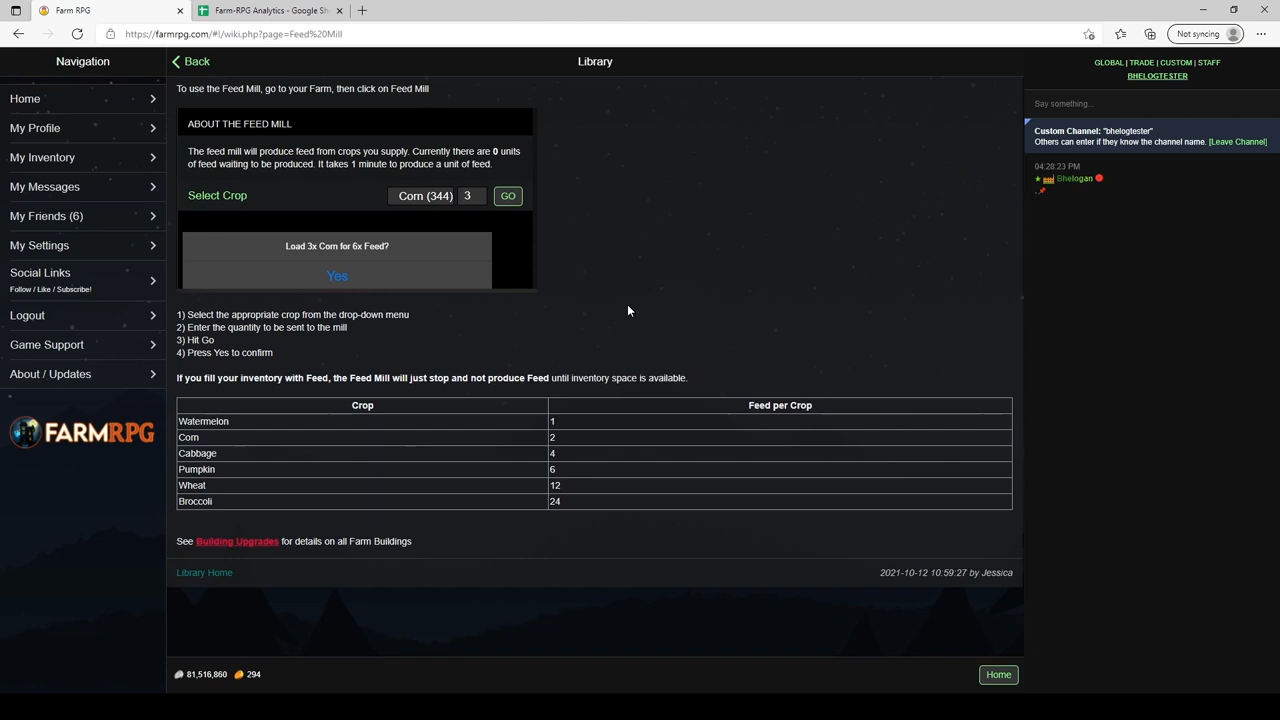 Farm RPG
Farm-RPG Analytics - Google She
https://farmrpg.com/#!/wiki.php?page=Feed%20Mill
Not syncing
Navigation
Home
My Profile
My Inventory
My Messages
My Friends (6)
My Settings
Social Links
Follow / Like / Subscribe!
Logout
Game Support
About / Updates
FARMRPG
Back
Library
To use the Feed Mill, go to your Farm, then click on Feed Mill
ABOUT THE FEED MILL
The feed mill will produce feed from crops you supply. Currently there are 0 units
of feed waiting to be produced. It takes 1 minute to produce a unit of feed.
Select Crop Corn (344) 3 GO
Load 3x Corn for 6x Feed?
Yes
1) Select the appropriate crop from the drop-down menu
2) Enter the quantity to be sent to the mill
3) Hit Go
4) Press Yes to confirm
If you fill your inventory with Feed, the Feed Mill will just stop and not produce Feed until inventory space is available.
Crop Feed per Crop
Watermelon 1
Corn 2
Cabbage 4
Pumpkin 6
Wheat 12
Broccoli 24
See Building Upgrades for details on all Farm Buildings
Library Home
2021-10-12 10:59:27 by Jessica
81,516,860 294
Home
GLOBAL | TRADE | CUSTOM | STAFF
BHELOGTESTER
Say something...
Custom Channel: "bhelogtester"
Others can enter if they know the channel name. [Leave Channel]
04:28:23 PM
Bhelogan